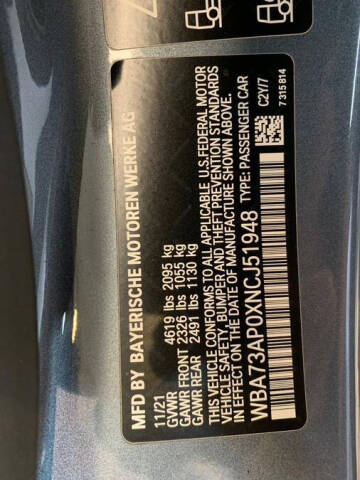 MFD BY BAYERISCHE MOTOREN WERKE AG
11/21
GVWR 4619 lbs 2095 kg
GAWR FRONT 2326 lbs 1055 kg
GAWR REAR 2491 lbs 1130 kg
THIS VEHICLE CONFORMS TO ALL APPLICABLE U.S.FEDERAL MOTOR
VEHICLE SAFETY, BUMPER AND THEFT PREVENTION STANDARDS
IN EFFECT ON THE DATE OF MANUFACTURE SHOWN ABOVE.
WBA73AP0XNCJ51948 TYPE: PASSENGER CAR
C2Y/7
7 315 814